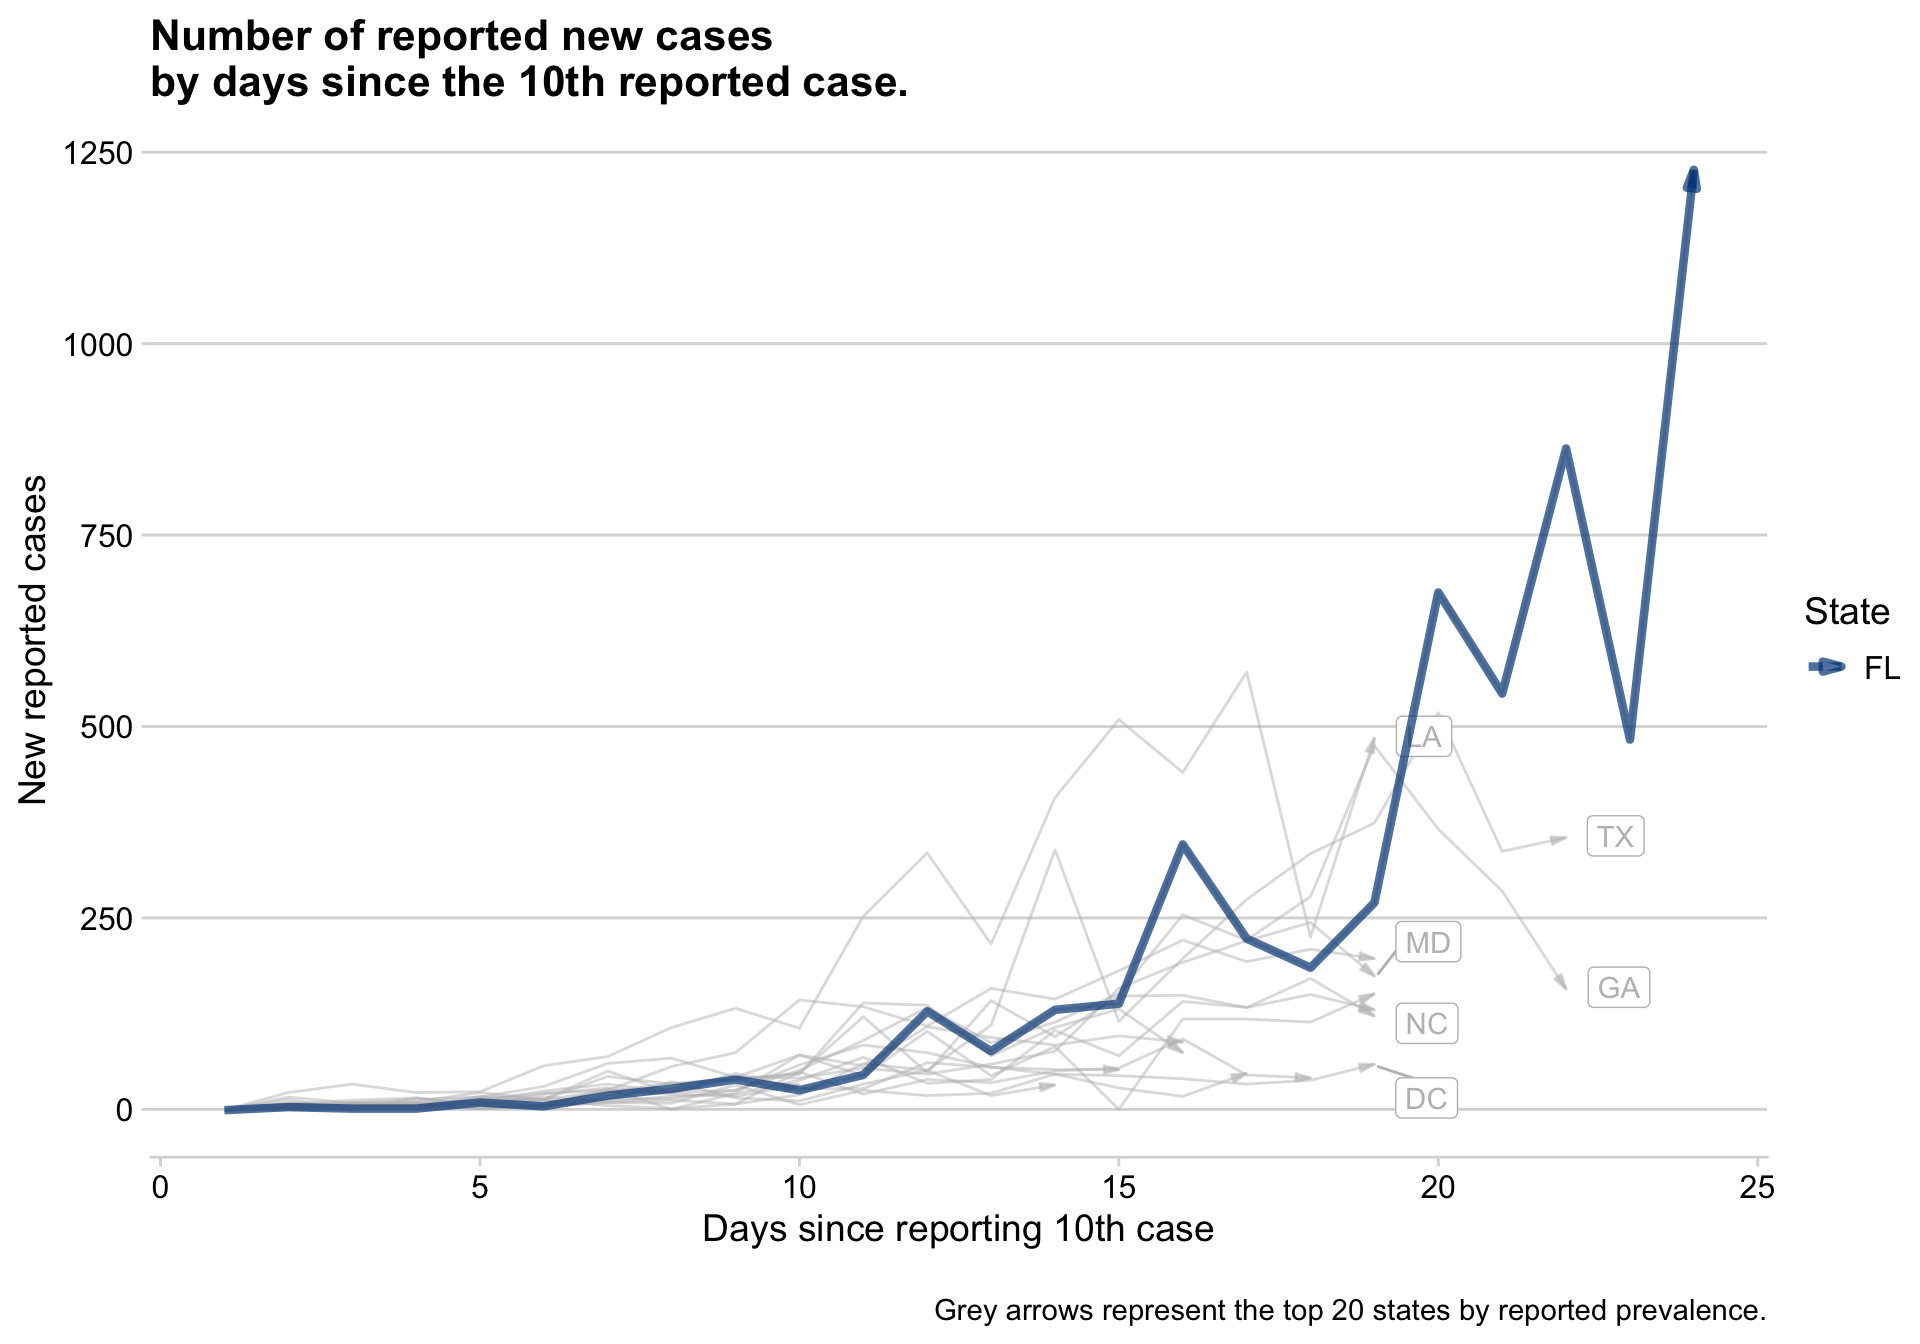 Number of reported new cases
by days since the 10th reported case.
1250
1000
750
500
250
0
New reported cases
LA
TX
MD
GA
NC
DC
State
FL
0 5 10 15 20 25
Days since reporting 10th case
Grey arrows represent the top 20 states by reported prevalence.